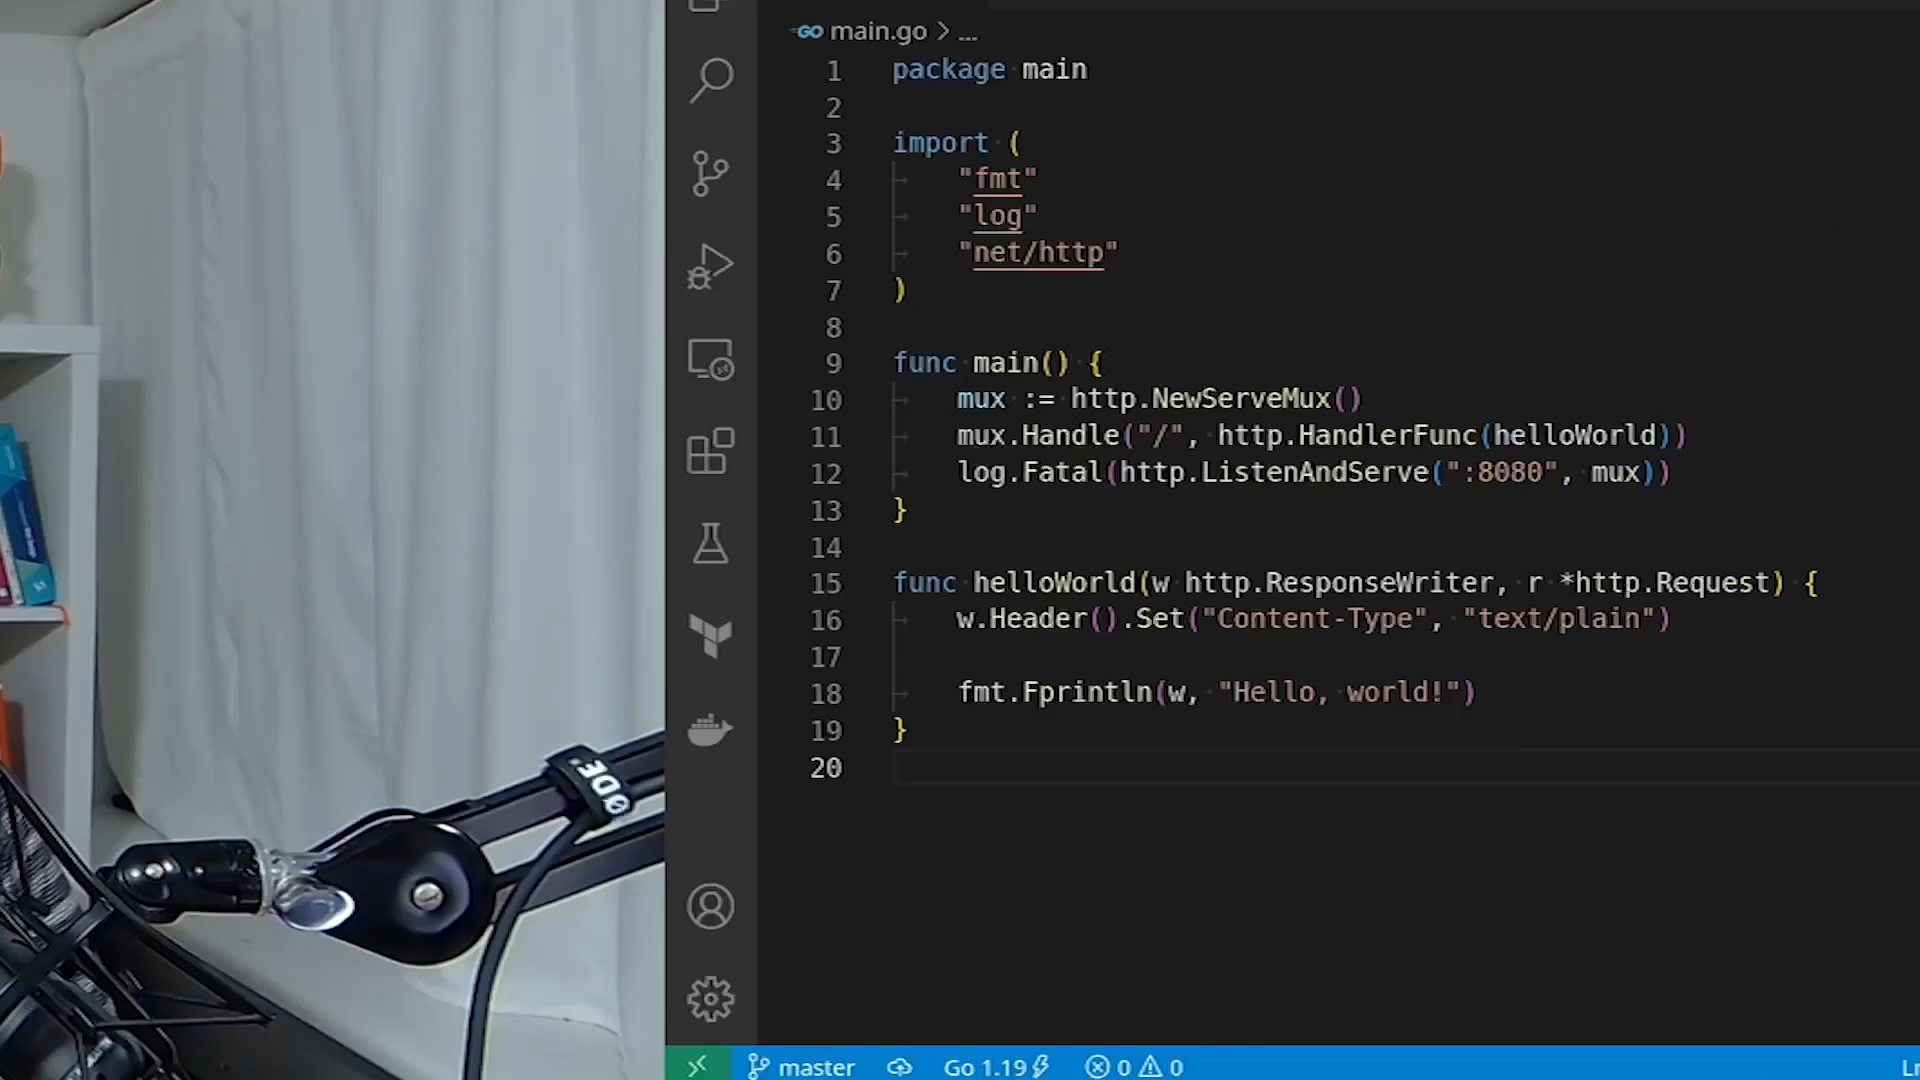 main.go > ...
1 package main
2
3 import (
4 "fmt"
5 "log"
6 "net/http"
7 )
8
9 func main() {
10 mux := http.NewServeMux()
11 mux.Handle("/", http.HandlerFunc(helloWorld))
12 log.Fatal(http.ListenAndServe(":8080", mux))
13 }
14
15 func helloWorld(w http.ResponseWriter, r *http.Request) {
16 w.Header().Set("Content-Type", "text/plain")
17
18 fmt.Fprintln(w, "Hello, world!")
19 }
20
master Go 1.19 0 0 Ln
ØDE